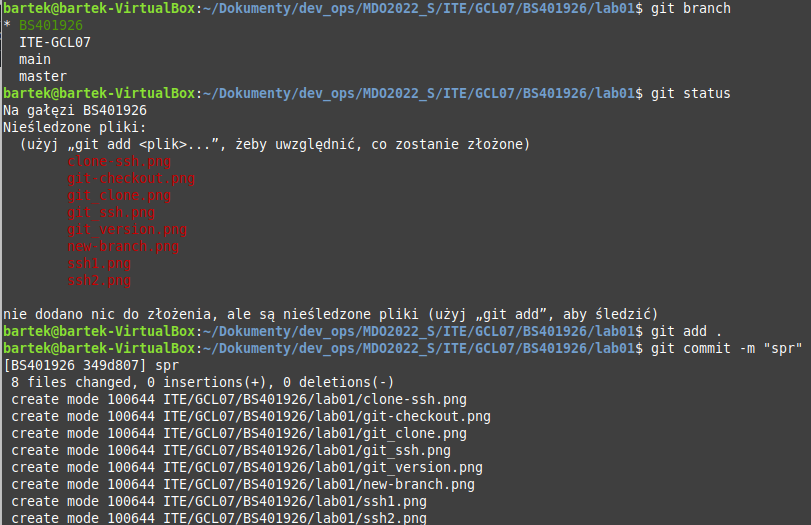 bartek@bartek-VirtualBox:~/Dokumenty/dev_ops/MDO2022_S/ITE/GCL07/BS401926/lab01$ git branch
* BS401926
  ITE-GCL07
  main
  master
bartek@bartek-VirtualBox:~/Dokumenty/dev_ops/MDO2022_S/ITE/GCL07/BS401926/lab01$ git status
Na gałęzi BS401926
Nieśledzone pliki:
  (użyj „git add <plik>...”, żeby uwzględnić, co zostanie złożone)
        clone-ssh.png
        git-checkout.png
        git_clone.png
        git_ssh.png
        git_version.png
        new-branch.png
        ssh1.png
        ssh2.png
nie dodano nic do złożenia, ale są nieśledzone pliki (użyj „git add”, aby śledzić)
bartek@bartek-VirtualBox:~/Dokumenty/dev_ops/MDO2022_S/ITE/GCL07/BS401926/lab01$ git add .
bartek@bartek-VirtualBox:~/Dokumenty/dev_ops/MDO2022_S/ITE/GCL07/BS401926/lab01$ git commit -m "spr"
[BS401926 349d807] spr
 8 files changed, 0 insertions(+), 0 deletions(-)
 create mode 100644 ITE/GCL07/BS401926/lab01/clone-ssh.png
 create mode 100644 ITE/GCL07/BS401926/lab01/git-checkout.png
 create mode 100644 ITE/GCL07/BS401926/lab01/git_clone.png
 create mode 100644 ITE/GCL07/BS401926/lab01/git_ssh.png
 create mode 100644 ITE/GCL07/BS401926/lab01/git_version.png
 create mode 100644 ITE/GCL07/BS401926/lab01/new-branch.png
 create mode 100644 ITE/GCL07/BS401926/lab01/ssh1.png
 create mode 100644 ITE/GCL07/BS401926/lab01/ssh2.png